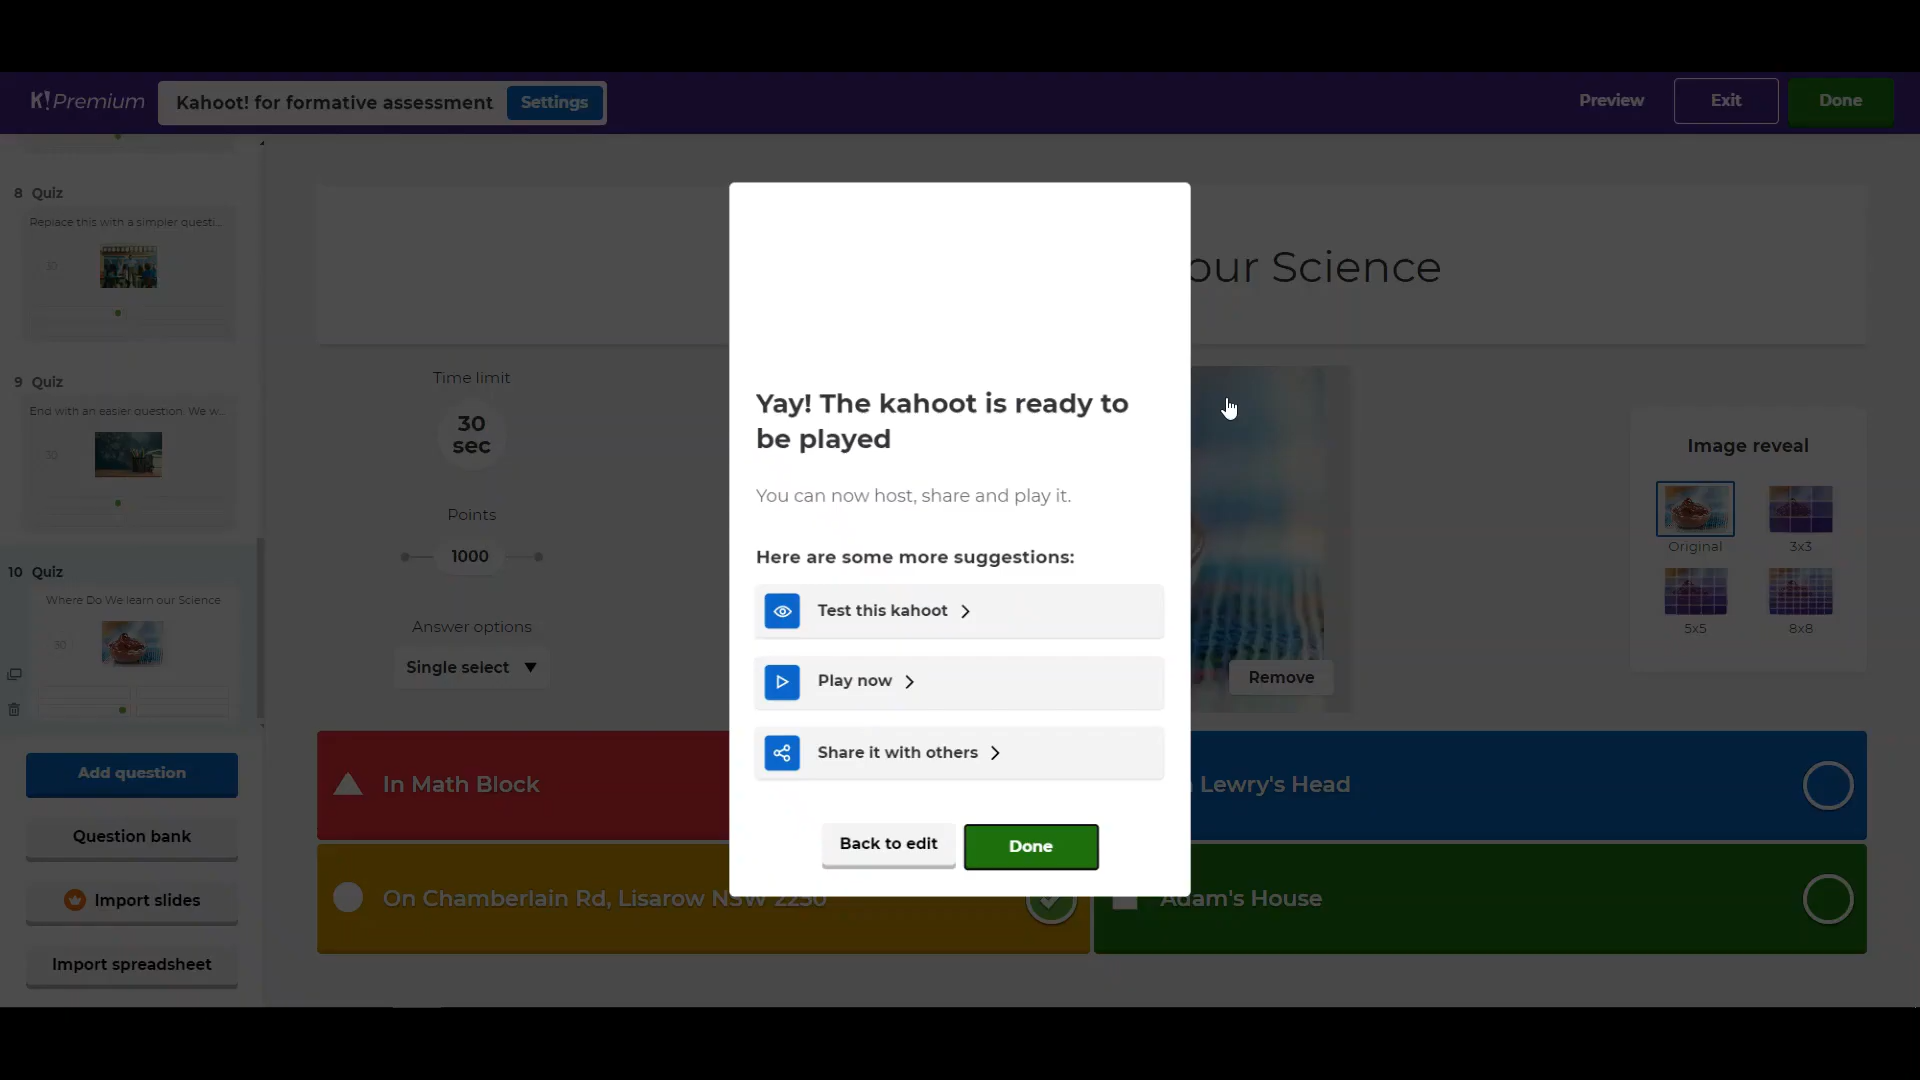 K!Premium
Kahoot! for formative assessment
Settings
Preview
Exit
Done
8 Quiz
Replace this with a simpler questi...
30
9 Quiz
End with an easier question. We w...
30
10 Quiz
Where Do We learn our Science
30
Add question
Question bank
Import slides
Import spreadsheet
our Science
Time limit
30
sec
Points
1000
Answer options
Single select
Yay! The kahoot is ready to
be played
You can now host, share and play it.
Here are some more suggestions:
Test this kahoot
Play now
Share it with others
Back to edit
Done
Remove
Image reveal
Original
3x3
5x5
8x8
In Math Block
Lewry's Head
On Chamberlain Rd, Lisarow NSW 2250
Adam's House